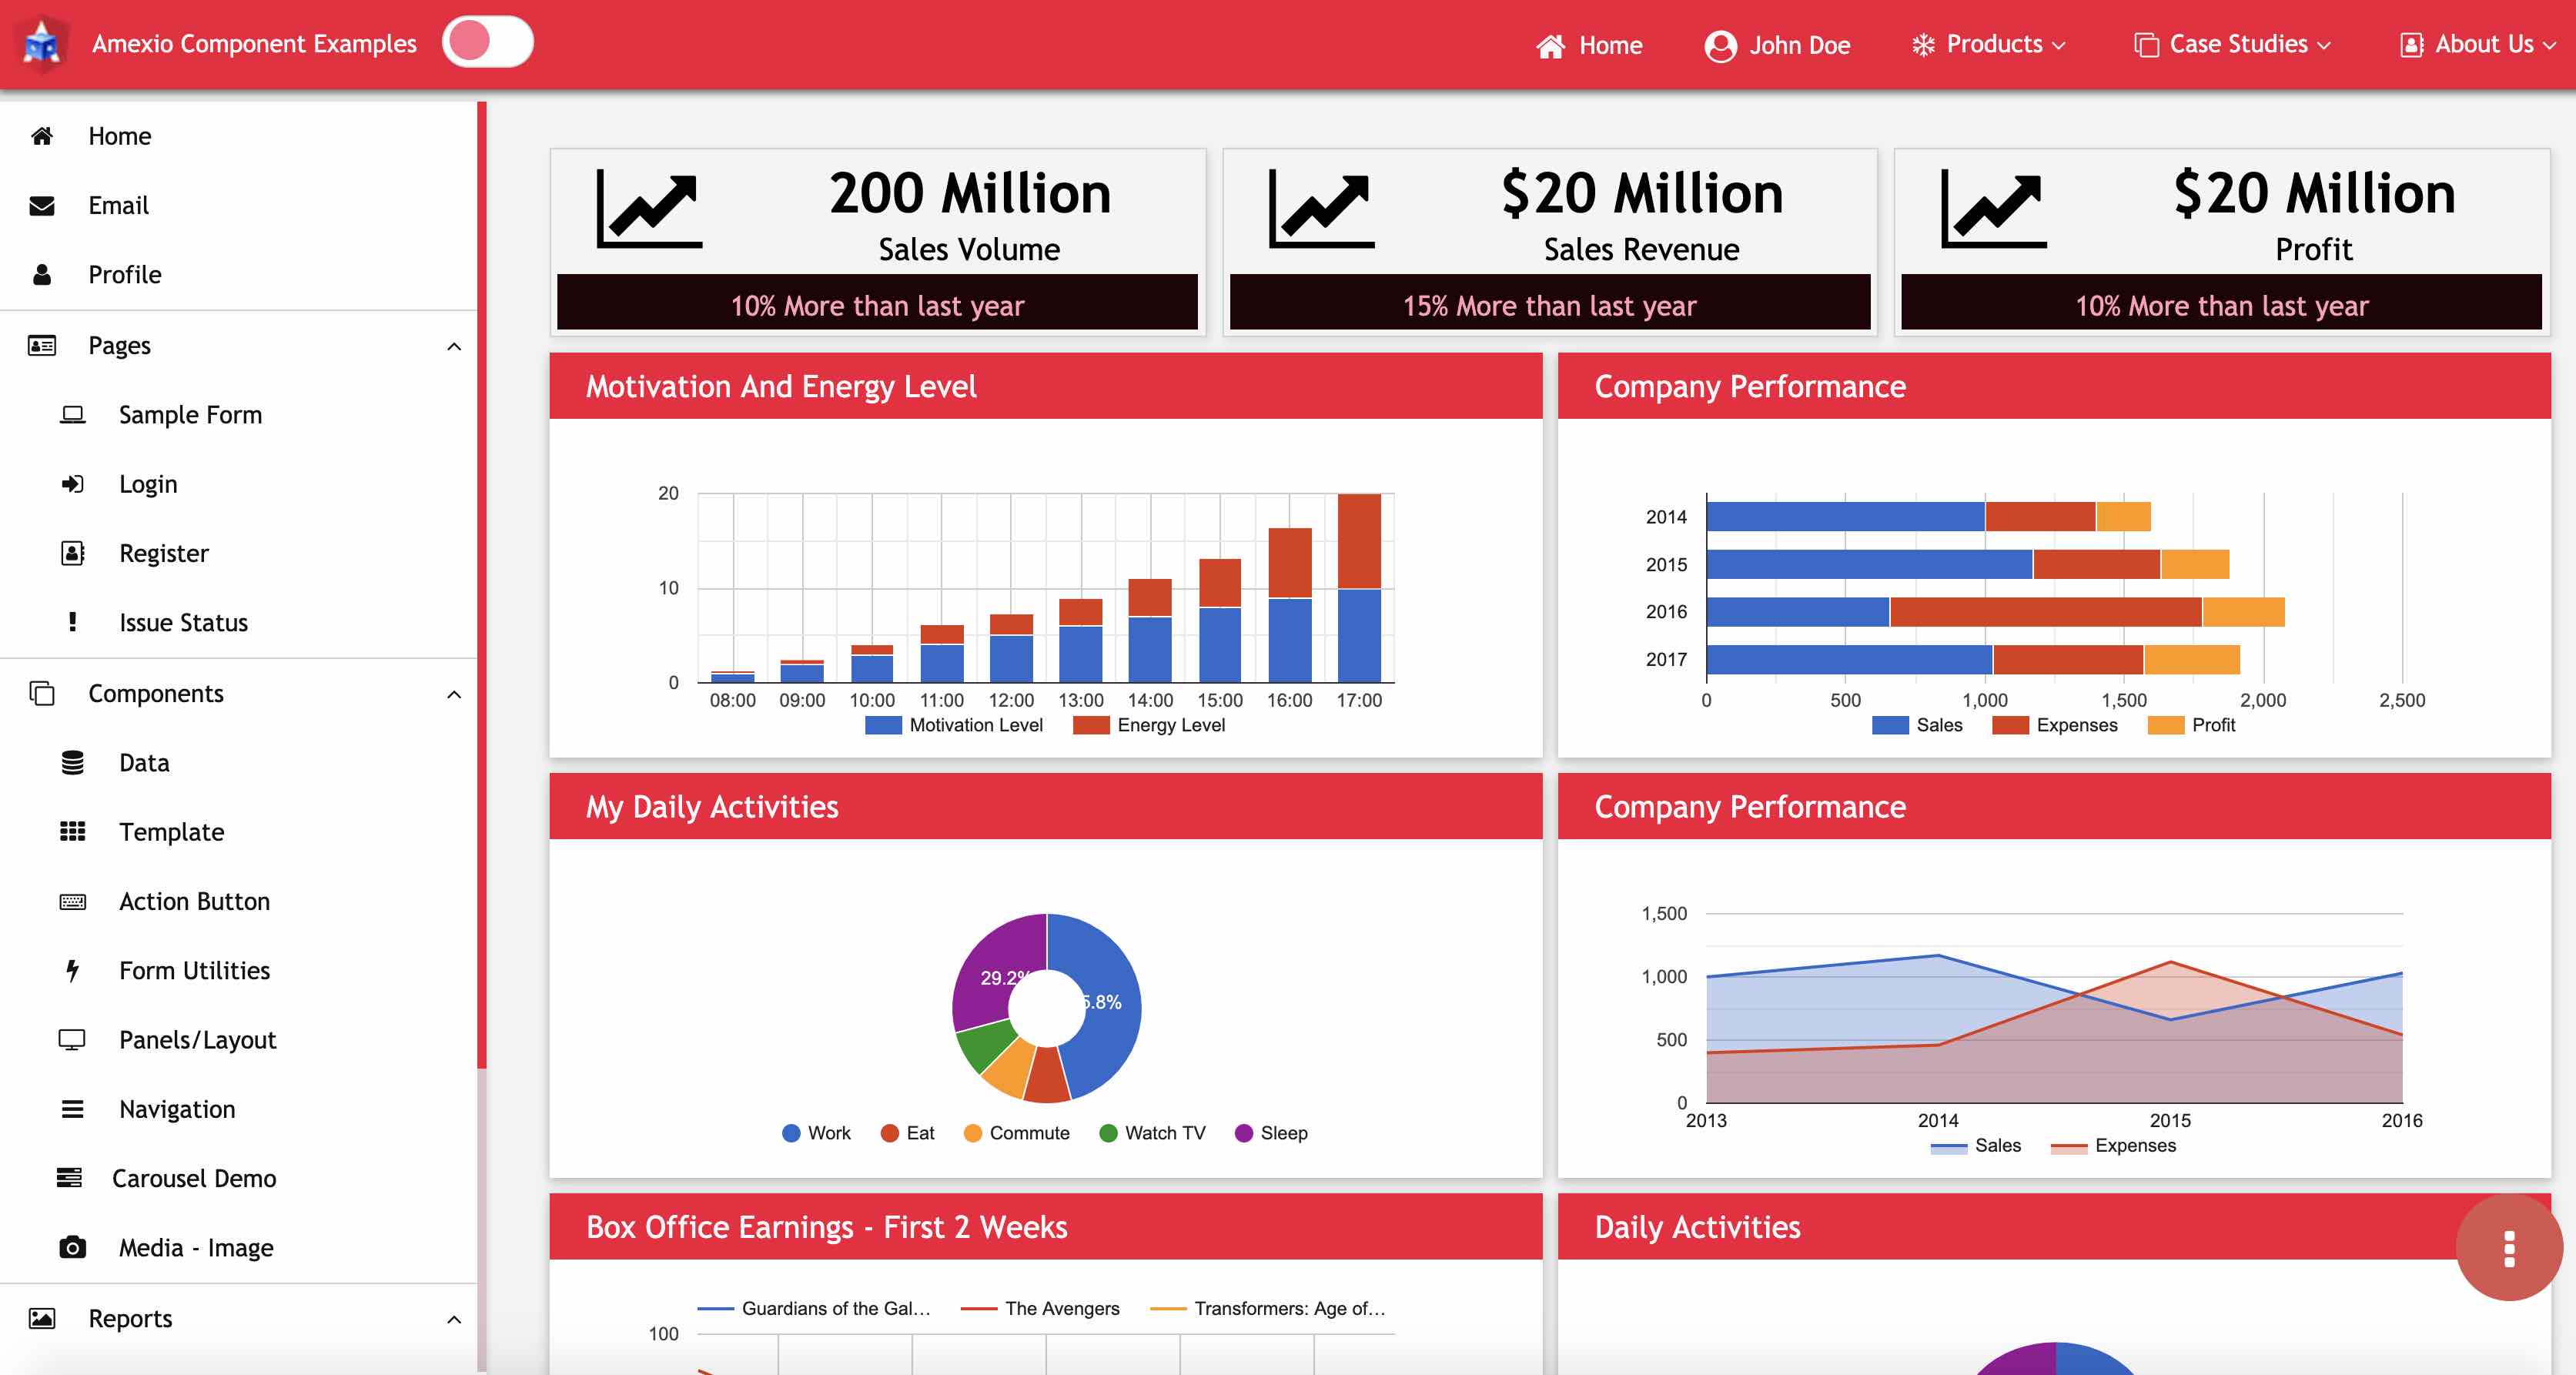 Amexio Component Examples
Home
John Doe
Products
Case Studies
About Us
Home
Email
Profile
Pages
Sample Form
Login
Register
Issue Status
Components
Data
Template
Action Button
Form Utilities
Panels/Layout
Navigation
Carousel Demo
Media - Image
Reports
200 Million
Sales Volume
10% More than last year
$20 Million
Sales Revenue
15% More than last year
$20 Million
Profit
10% More than last year
Motivation And Energy Level
20
10
0
08:00 09:00 10:00 11:00 12:00 13:00 14:00 15:00 16:00 17:00
Motivation Level Energy Level
Company Performance
2014
2015
2016
2017
0 500 1,000 1,500 2,000 2,500
Sales Expenses Profit
My Daily Activities
29.2%
5.8%
Work Eat Commute Watch TV Sleep
Company Performance
1,500
1,000
500
0
2013 2014 2015 2016
Sales Expenses
Box Office Earnings - First 2 Weeks
Guardians of the Gal... The Avengers Transformers: Age of...
100
Daily Activities